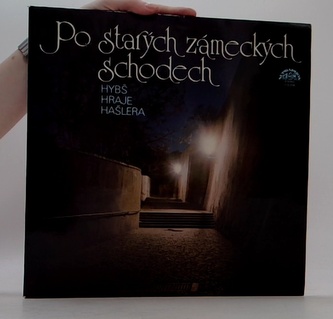 Po starých zámeckých
schodech
HYBŠ
HRAJE
HAŠLERA